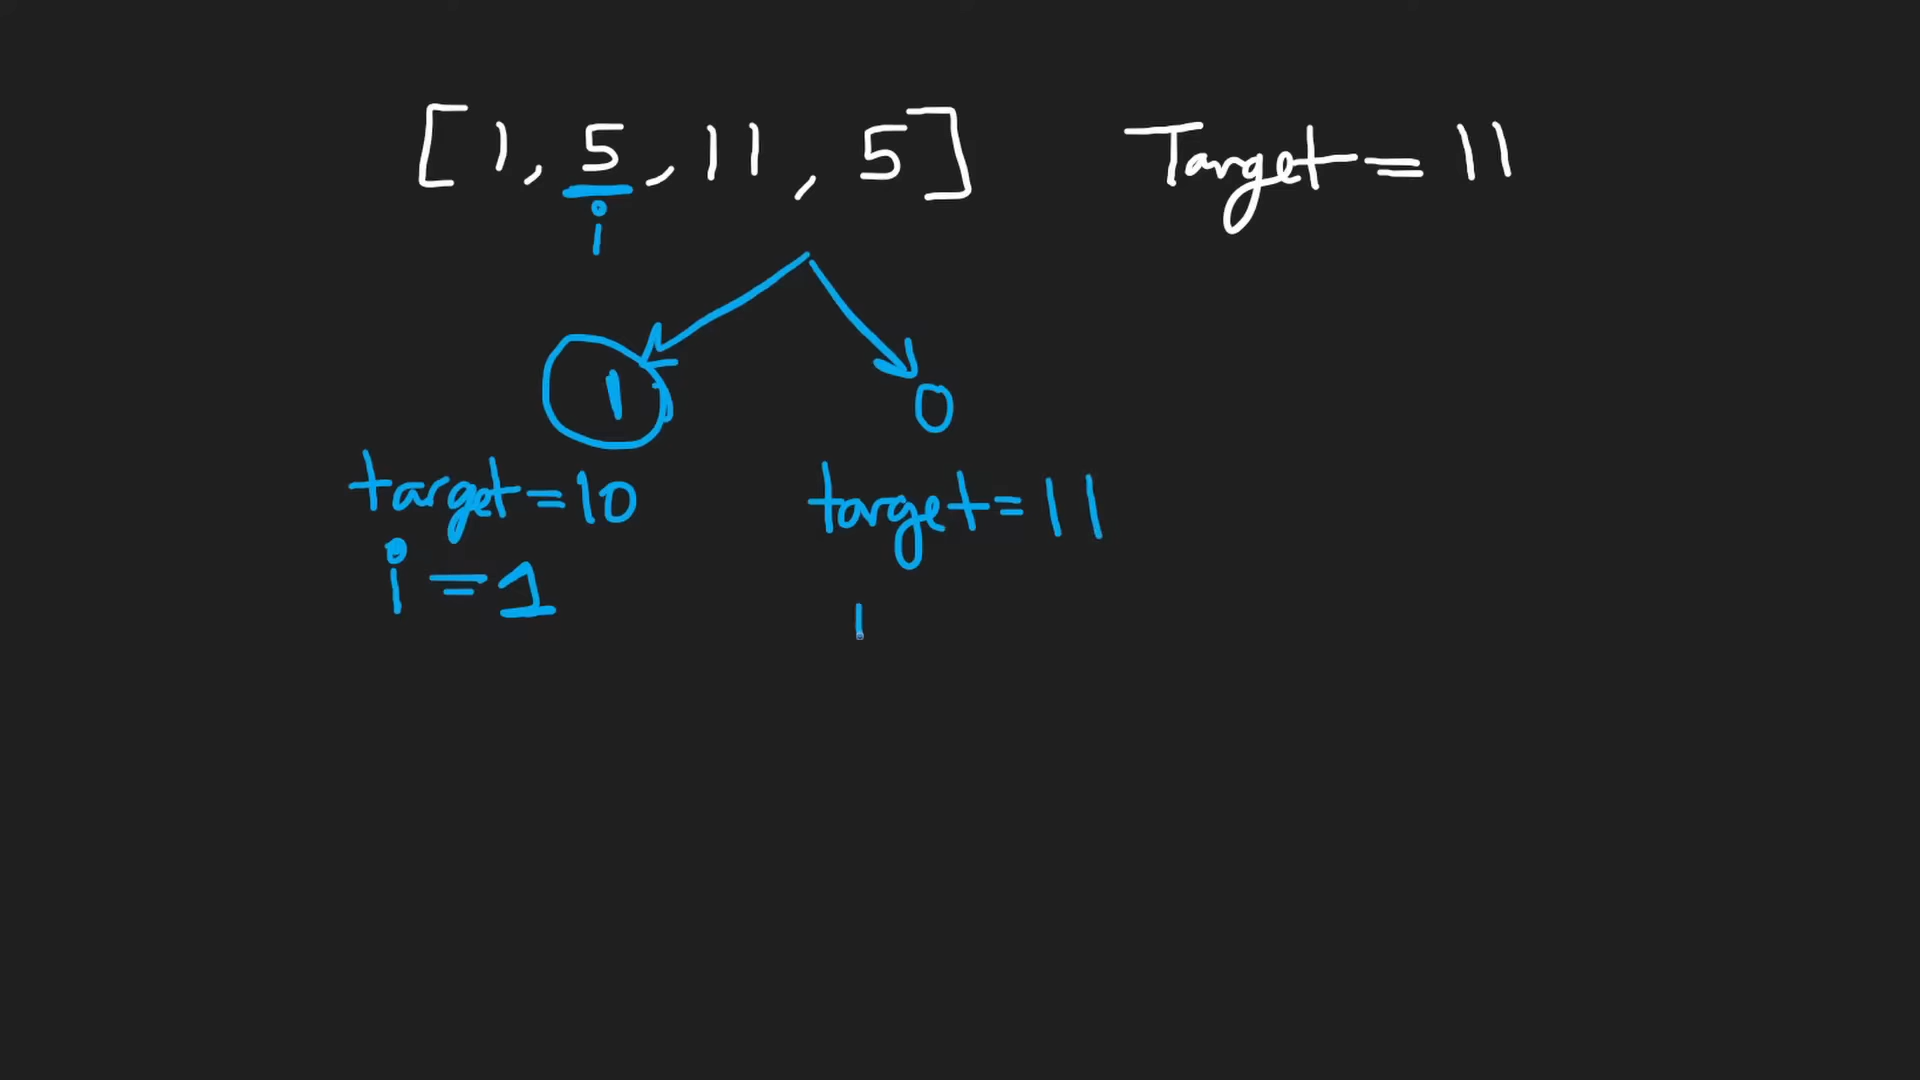 [1, 5, 11, 5] Target = 11
i
1 0
target = 10 target = 11
i = 1 ı